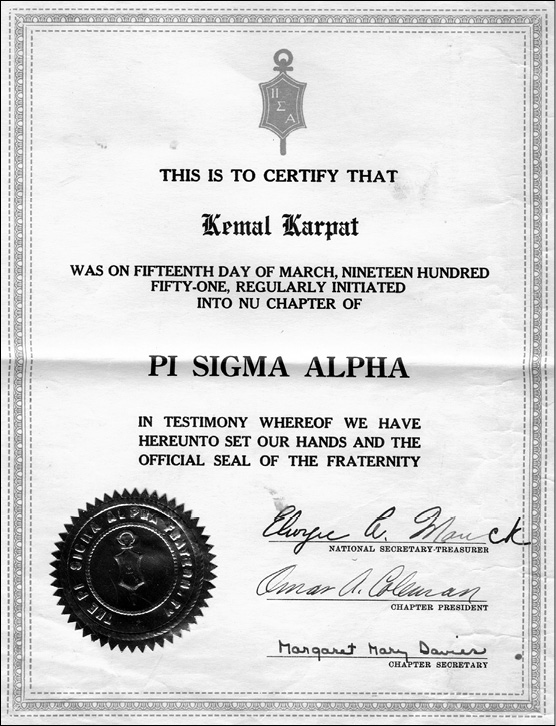 Π
Σ
Α
THIS IS TO CERTIFY THAT
Kemal Karpat
WAS ON FIFTEENTH DAY OF MARCH, NINETEEN HUNDRED
FIFTY-ONE, REGULARLY INITIATED
INTO NU CHAPTER OF
PI SIGMA ALPHA
IN TESTIMONY WHEREOF WE HAVE
HEREUNTO SET OUR HANDS AND THE
OFFICIAL SEAL OF THE FRATERNITY
THE PI SIGMA ALPHA FRATERNITY
A. Mauck
NATIONAL SECRETARY-TREASURER
Omar A. Coleman
CHAPTER PRESIDENT
Margaret Mary Davies
CHAPTER SECRETARY